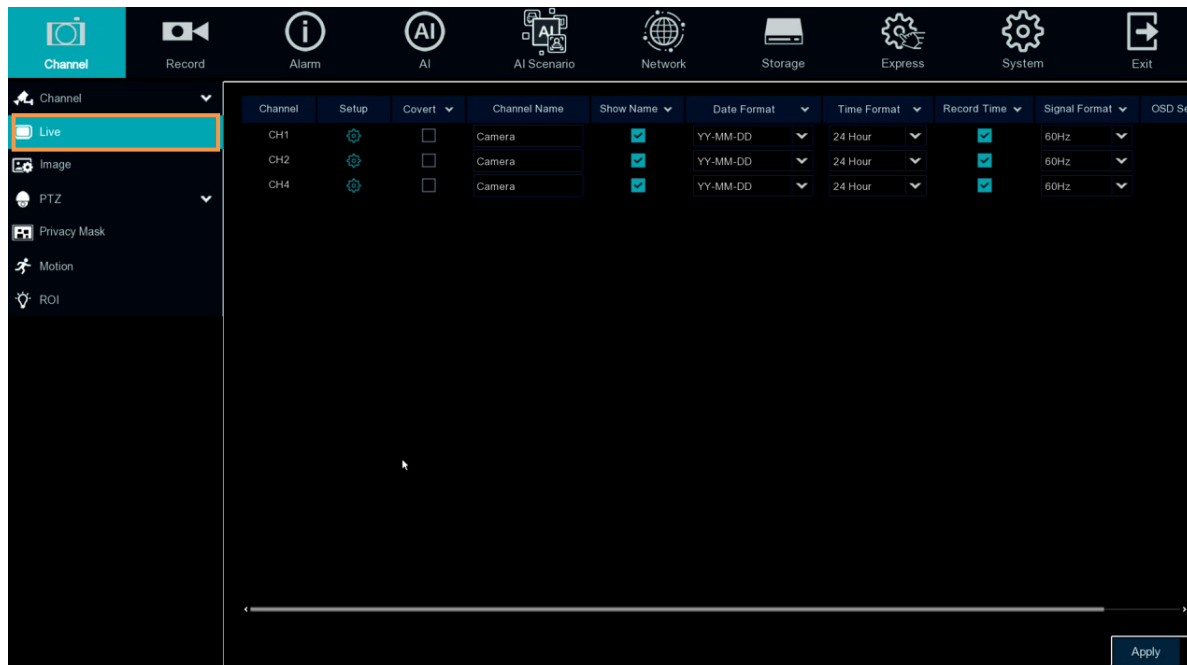 Channel Record Alarm AI AI Scenario Network Storage Express System Exit
Channel
Live
Image
PTZ
Privacy Mask
Motion
ROI
Channel Setup Covert Channel Name Show Name Date Format Time Format Record Time Signal Format OSD Se
CH1 Camera YY-MM-DD 24 Hour 60Hz
CH2 Camera YY-MM-DD 24 Hour 60Hz
CH4 Camera YY-MM-DD 24 Hour 60Hz
Apply